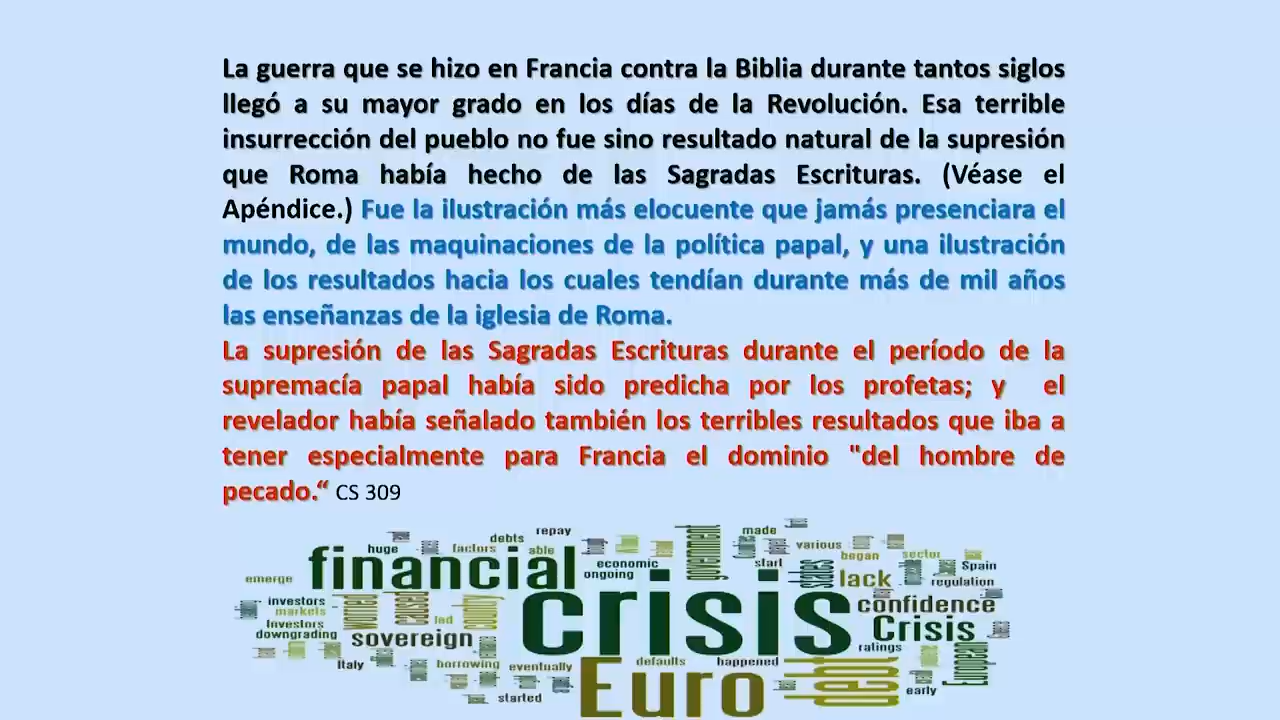 La guerra que se hizo en Francia contra la Biblia durante tantos siglos
llegó a su mayor grado en los días de la Revolución. Esa terrible
insurrección del pueblo no fue sino resultado natural de la supresión
que Roma había hecho de las Sagradas Escrituras. (Véase el
Apéndice.) Fue la ilustración más elocuente que jamás presenciara el
mundo, de las maquinaciones de la política papal, y una ilustración
de los resultados hacia los cuales tendían durante más de mil años
las enseñanzas de la iglesia de Roma.
La supresión de las Sagradas Escrituras durante el período de la
supremacía papal había sido predicha por los profetas; y el
revelador había señalado también los terribles resultados que iba a
tener especialmente para Francia el dominio "del hombre de
pecado.“ CS 309
repay
made
debts
huge
factors
able
government
various
began
sector
financial
economic
start
Spain
emerge
ongoing
states
lack
regulation
investors
markets
worried
caused
country
crisis
confidence
Investors
led
Crisis
downgrading
sovereign
ratings
Italy
borrowing
eventually
defaults
happened
European
Euro
debt
early
started